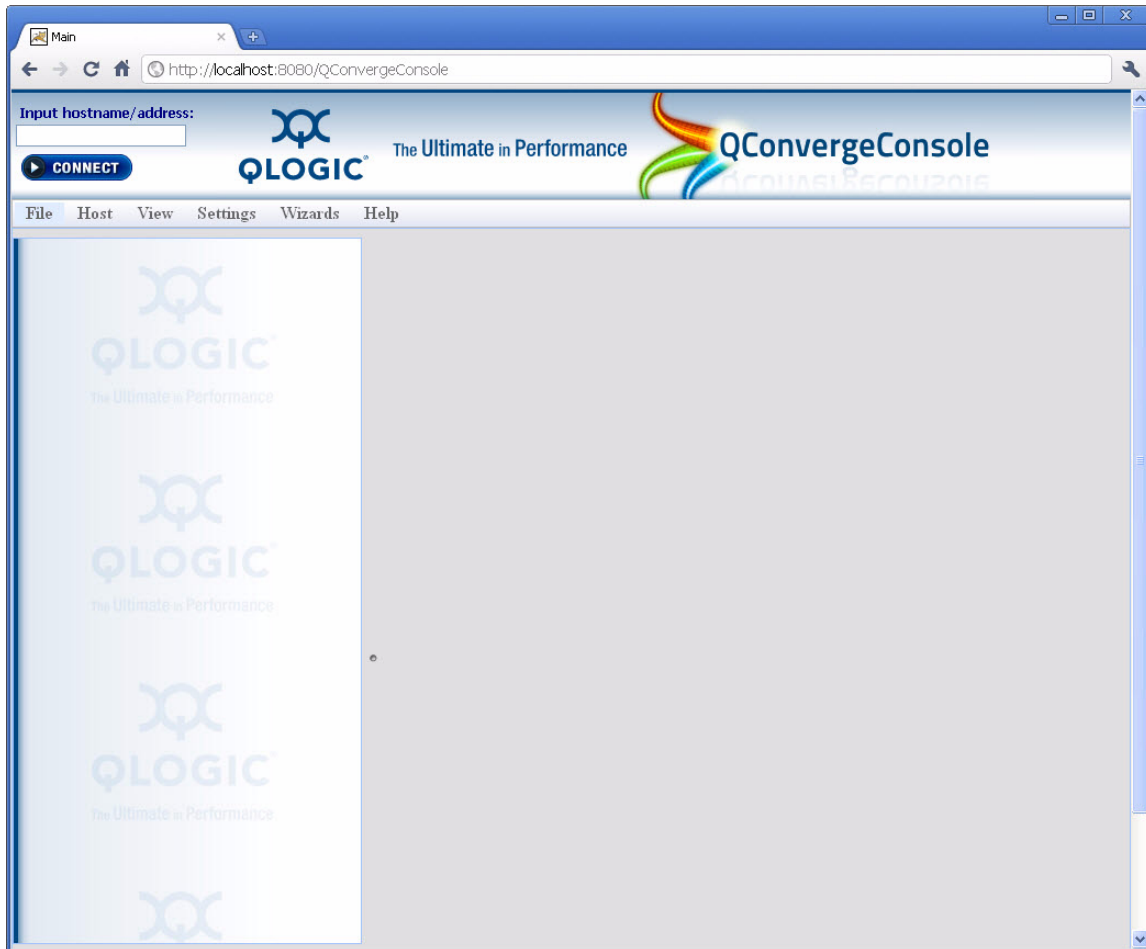 Main
http://localhost:8080/QConvergeConsole
Input hostname/address:
CONNECT
QLOGIC®
The Ultimate in Performance
QConvergeConsole
File Host View Settings Wizards Help
QLOGIC
The Ultimate in Performance
QLOGIC
The Ultimate in Performance
QLOGIC
The Ultimate in Performance